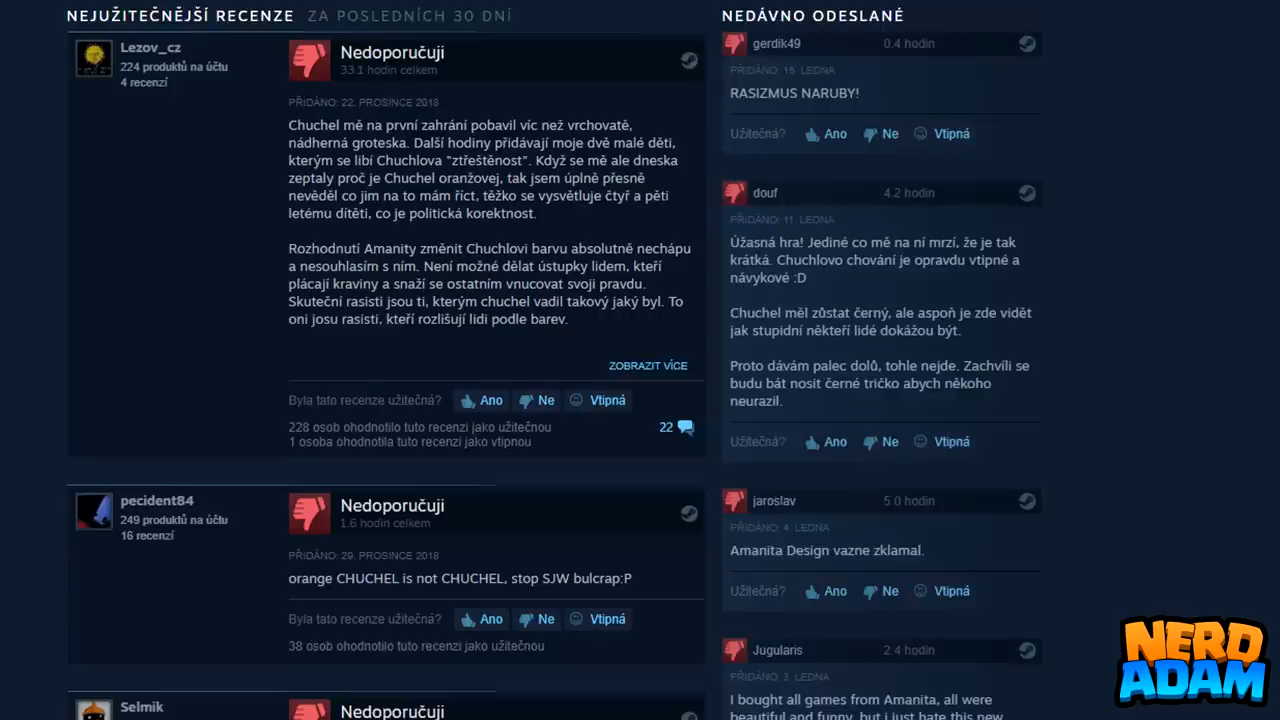 NEJUŽITEČNĚJŠÍ RECENZE ZA POSLEDNÍCH 30 DNÍ
Lezov_cz
224 produktů na účtu
4 recenzí
Nedoporučuji
33.1 hodin celkem
PŘIDÁNO: 22. PROSINCE 2018
Chuchel mě na první zahrání pobavil víc než vrchovatě,
nádherná groteska. Další hodiny přidávají moje dvě malé děti,
kterým se líbí Chuchlova "ztřeštěnost". Když se mě ale dneska
zeptaly proč je Chuchel oranžovej, tak jsem úplně přesně
nevěděl co jim na to mám říct, těžko se vysvětluje čtyř a pěti
letému dítěti, co je politická korektnost.
Rozhodnutí Amanity změnit Chuchlovi barvu absolutně nechápu
a nesouhlasím s ním. Není možné dělat ústupky lidem, kteří
plácají kraviny a snaží se ostatním vnucovat svoji pravdu.
Skuteční rasisti jsou ti, kterým chuchel vadil takový jaký byl. To
oni josu rasisti, kteří rozlišují lidi podle barev.
ZOBRAZIT VÍCE
Byla tato recenze užitečná? Ano Ne Vtipná
228 osob ohodnotilo tuto recenzi jako užitečnou
1 osoba ohodnotila tuto recenzi jako vtipnou
22
pecident84
249 produktů na účtu
16 recenzí
Nedoporučuji
1.6 hodin celkem
PŘIDÁNO: 29. PROSINCE 2018
orange CHUCHEL is not CHUCHEL, stop SJW bulcrap:P
Byla tato recenze užitečná? Ano Ne Vtipná
38 osob ohodnotilo tuto recenzi jako užitečnou
Selmik
Nedoporučuji
NEDÁVNO ODESLANÉ
gerdik49 0.4 hodin
PŘIDÁNO: 15. LEDNA
RASIZMUS NARUBY!
Užitečná? Ano Ne Vtipná
douf 4.2 hodin
PŘIDÁNO: 11. LEDNA
Úžasná hra! Jediné co mě na ní mrzí, že je tak
krátká. Chuchlovo chování je opravdu vtipné a
návykové :D
Chuchel měl zůstat černý, ale aspoň je zde vidět
jak stupidní někteří lidé dokážou být.
Proto dávám palec dolů, tohle nejde. Zachvíli se
budu bát nosit černé tričko abych někoho
neurazil.
Užitečná? Ano Ne Vtipná
jaroslav 5.0 hodin
PŘIDÁNO: 4. LEDNA
Amanita Design vazne zklamal.
Užitečná? Ano Ne Vtipná
Jugularis 2.4 hodin
PŘIDÁNO: 3. LEDNA
I bought all games from Amanita, all were
beautiful and funny, but i just hate this new
NERD
ADAM